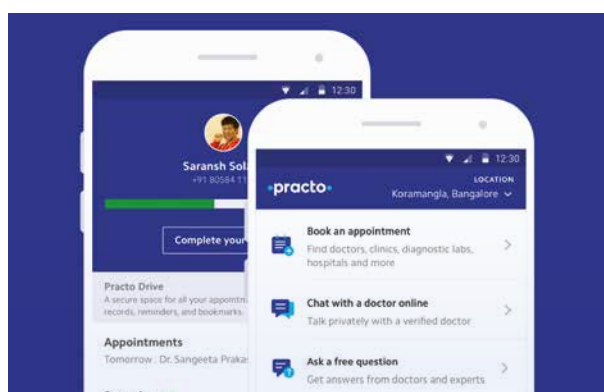 12:30
Saransh Sol
+91 80584 11
Complete your
Practo Drive
A secure space for all your appointm
records, reminders, and bookmarks.
Appointments
Tomorrow : Dr. Sangeeta Prakas
12:30
•practo•
LOCATION
Koramangla, Bangalore
Book an appointment
Find doctors, clinics, diagnostic labs,
hospitals and more
Chat with a doctor online
Talk privately with a verified doctor
Ask a free question
Get answers from doctors and experts